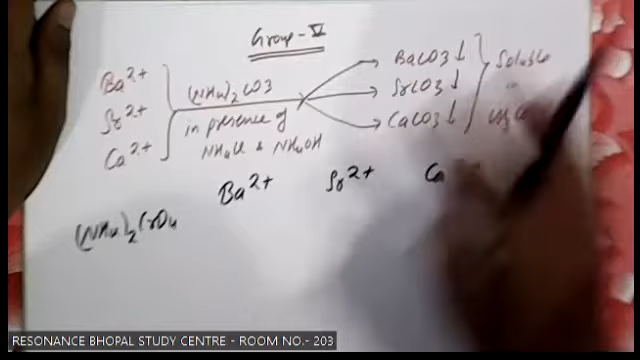 Group - V
Ba2+
Sr2+
Ca2+
(NH4)2CO3
in presence of
NH4Cl & NH4OH
BaCO3↓
SrCO3↓
CaCO3↓
Soluble
in
Ba2+ Sr2+ Ca
(NH4)2CrO4
RESONANCE BHOPAL STUDY CENTRE - ROOM NO.- 203